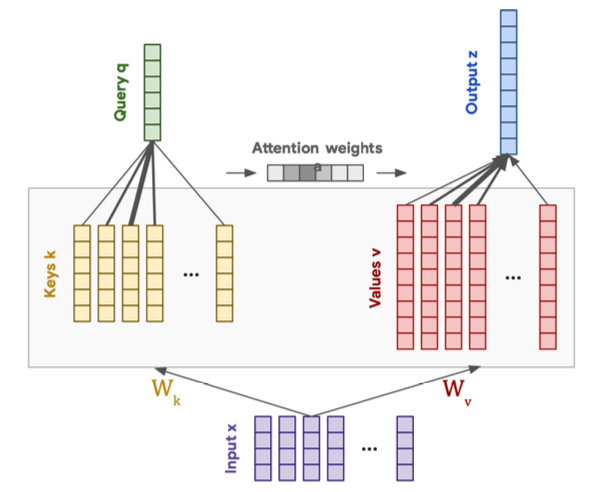 Query q
Output z
Attention weights
a
Keys k
Values v
...
...
W_k
W_v
Input x
...